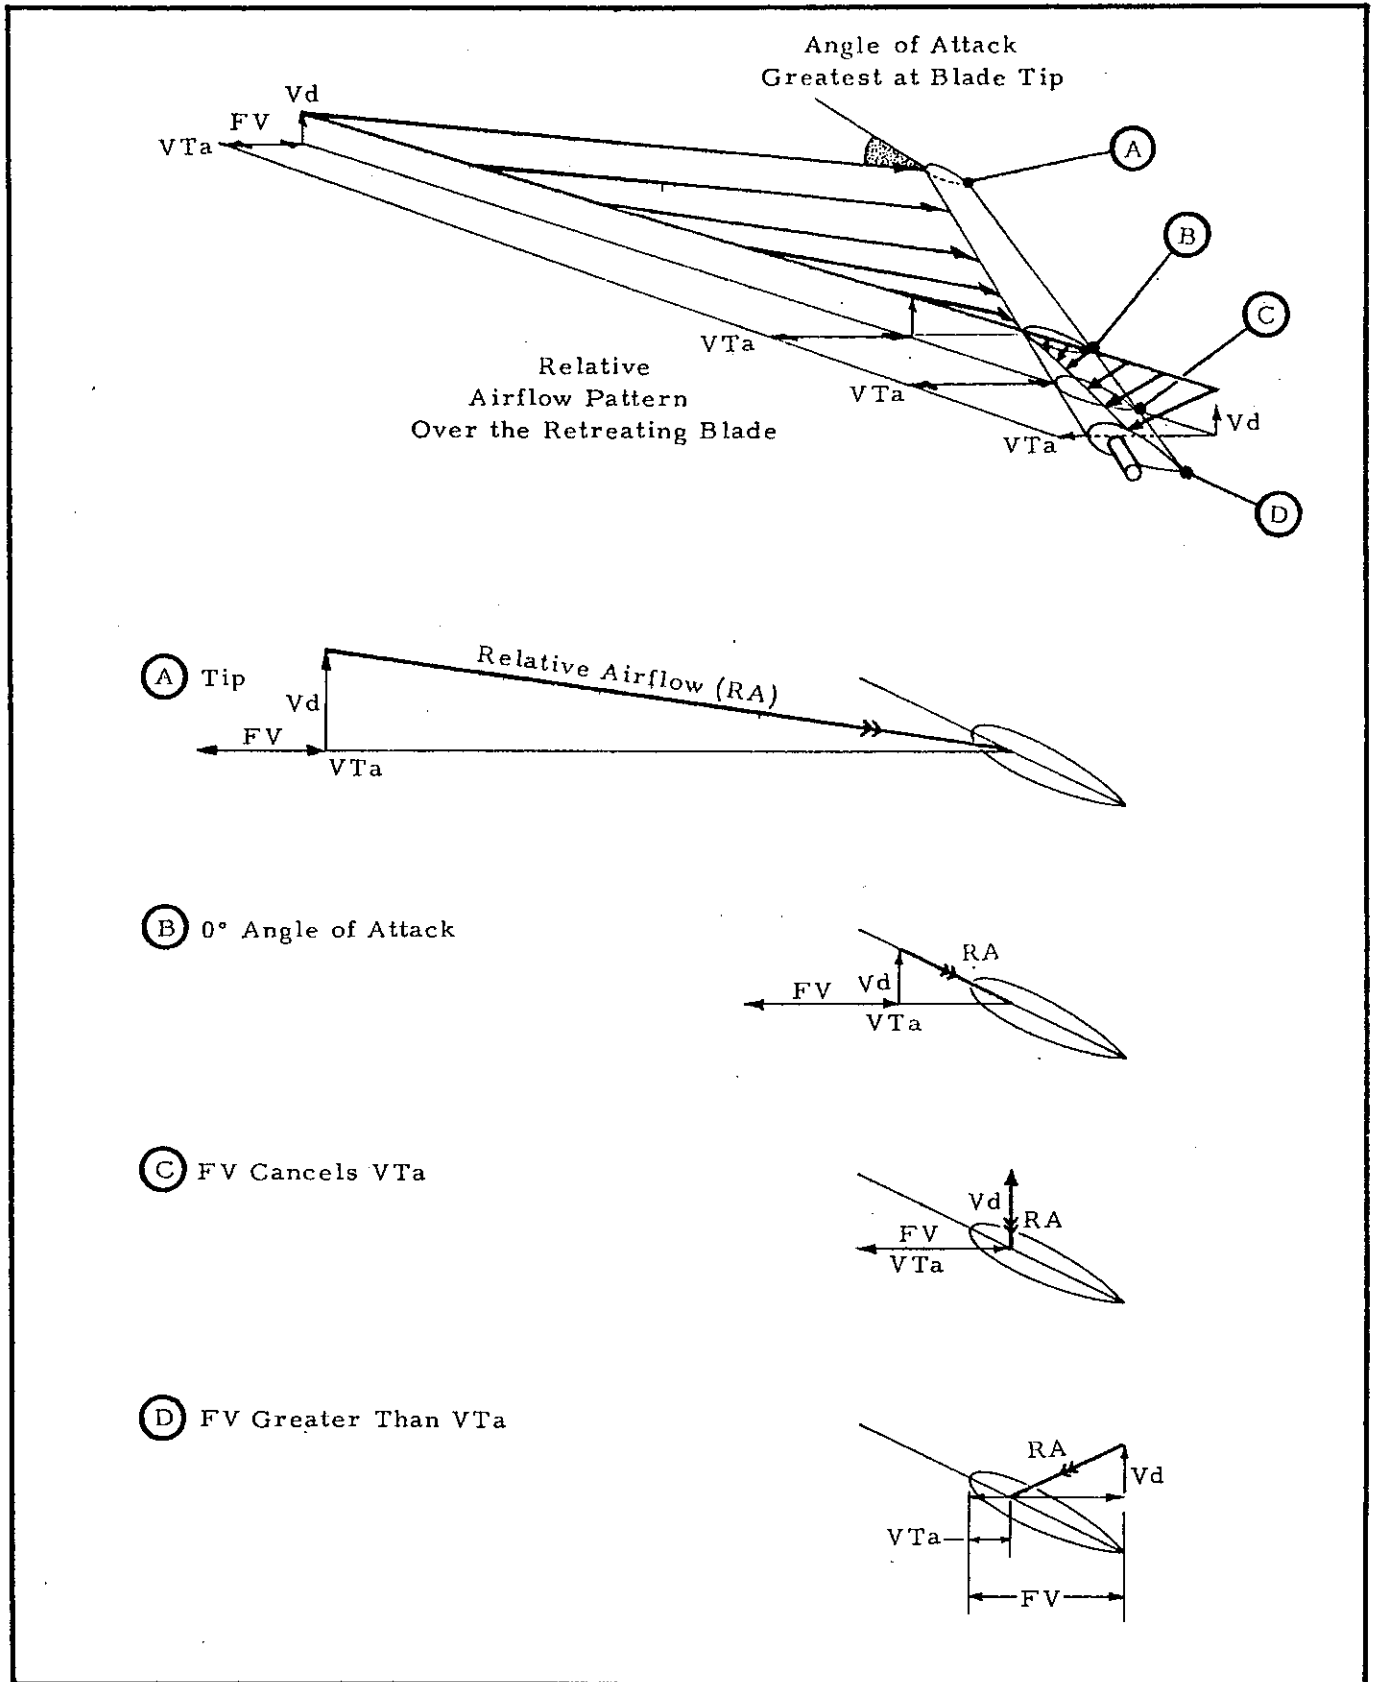 Angle of Attack
Greatest at Blade Tip
Vd
FV
VTa
A
B
C
VTa
Relative
Airflow Pattern
Over the Retreating Blade
VTa
Vd
VTa
D
A Tip
Relative Airflow (RA)
Vd
FV
VTa
B 0° Angle of Attack
RA
Vd
FV
VTa
C FV Cancels VTa
Vd
RA
FV
VTa
D FV Greater Than VTa
RA
Vd
VTa
FV